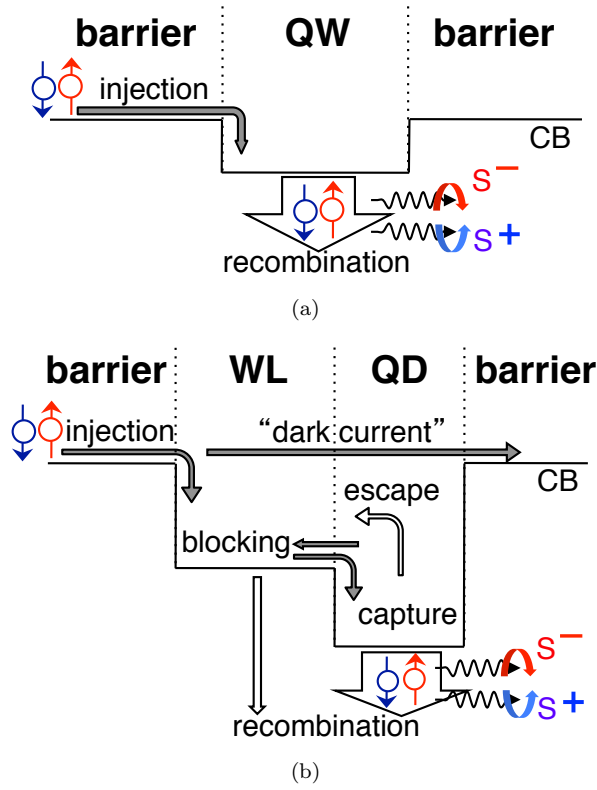 barrier QW barrier
injection
CB
S−
S+
recombination
(a)
barrier WL QD barrier
injection “dark current”
CB
escape
blocking
capture
S−
S+
recombination
(b)